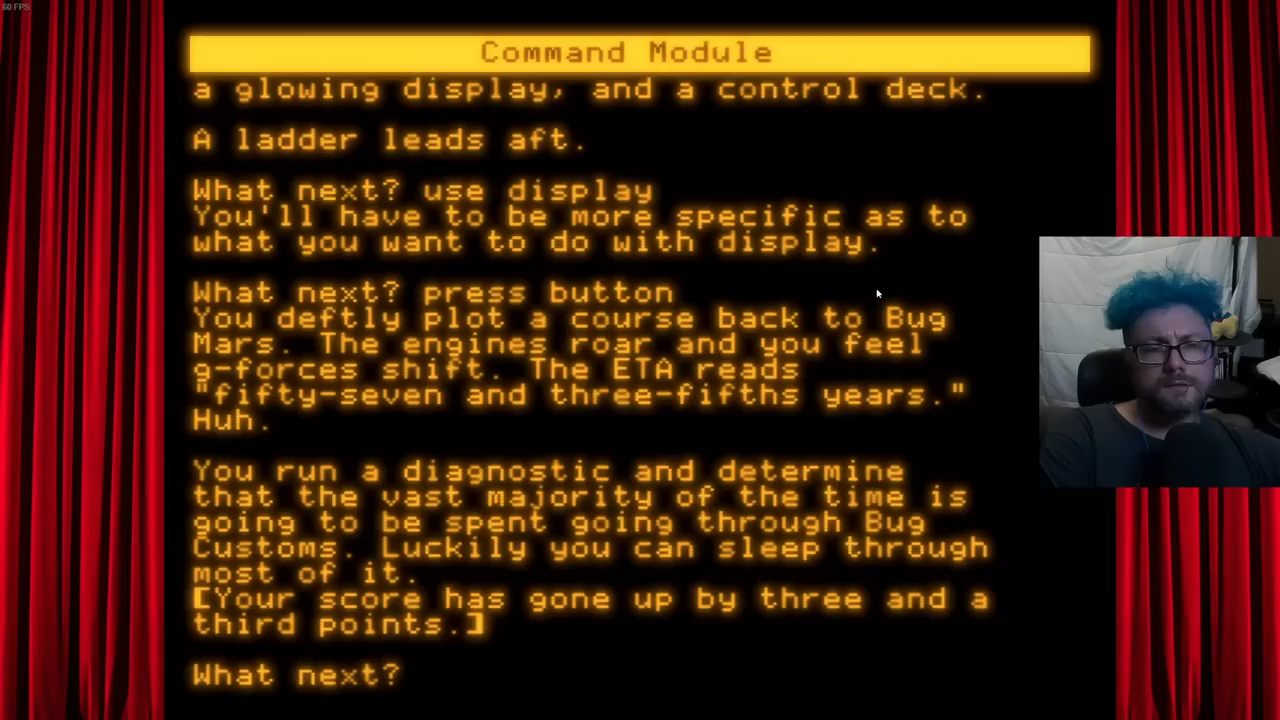 60 FPS
Command Module
a glowing display, and a control deck.
A ladder leads aft.
What next? use display
You'll have to be more specific as to
what you want to do with display.
What next? press button
You deftly plot a course back to Bug
Mars. The engines roar and you feel
g-forces shift. The ETA reads
"fifty-seven and three-fifths years."
Huh.
You run a diagnostic and determine
that the vast majority of the time is
going to be spent going through Bug
Customs. Luckily you can sleep through
most of it.
[Your score has gone up by three and a
third points.]
What next?